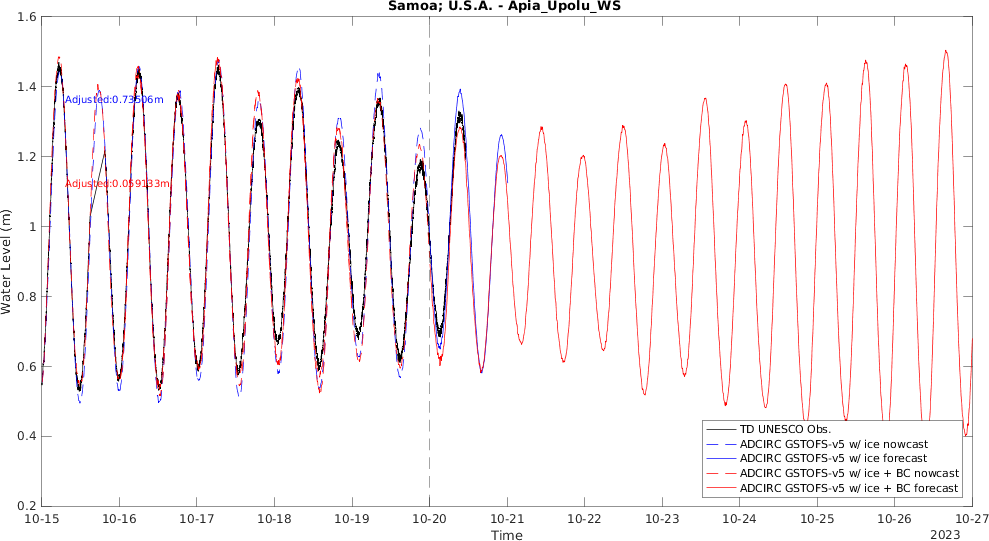 Samoa; U.S.A. - Apia_Upolu_WS
1.6
1.4
1.2
1
0.8
0.6
0.4
0.2
Water Level (m)
Adjusted:0.73506m
Adjusted:0.059133m
TD UNESCO Obs.
ADCIRC GSTOFS-v5 w/ ice nowcast
ADCIRC GSTOFS-v5 w/ ice forecast
ADCIRC GSTOFS-v5 w/ ice + BC nowcast
ADCIRC GSTOFS-v5 w/ ice + BC forecast
10-15 10-16 10-17 10-18 10-19 10-20 10-21 10-22 10-23 10-24 10-25 10-26 10-27
Time
2023